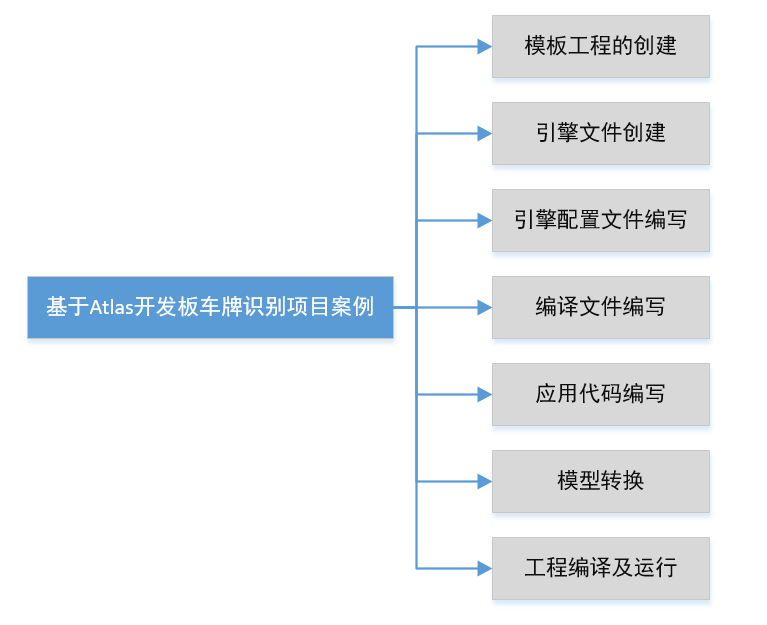 模板工程的创建
引擎文件创建
引擎配置文件编写
基于Atlas开发板车牌识别项目案例
编译文件编写
应用代码编写
模型转换
工程编译及运行